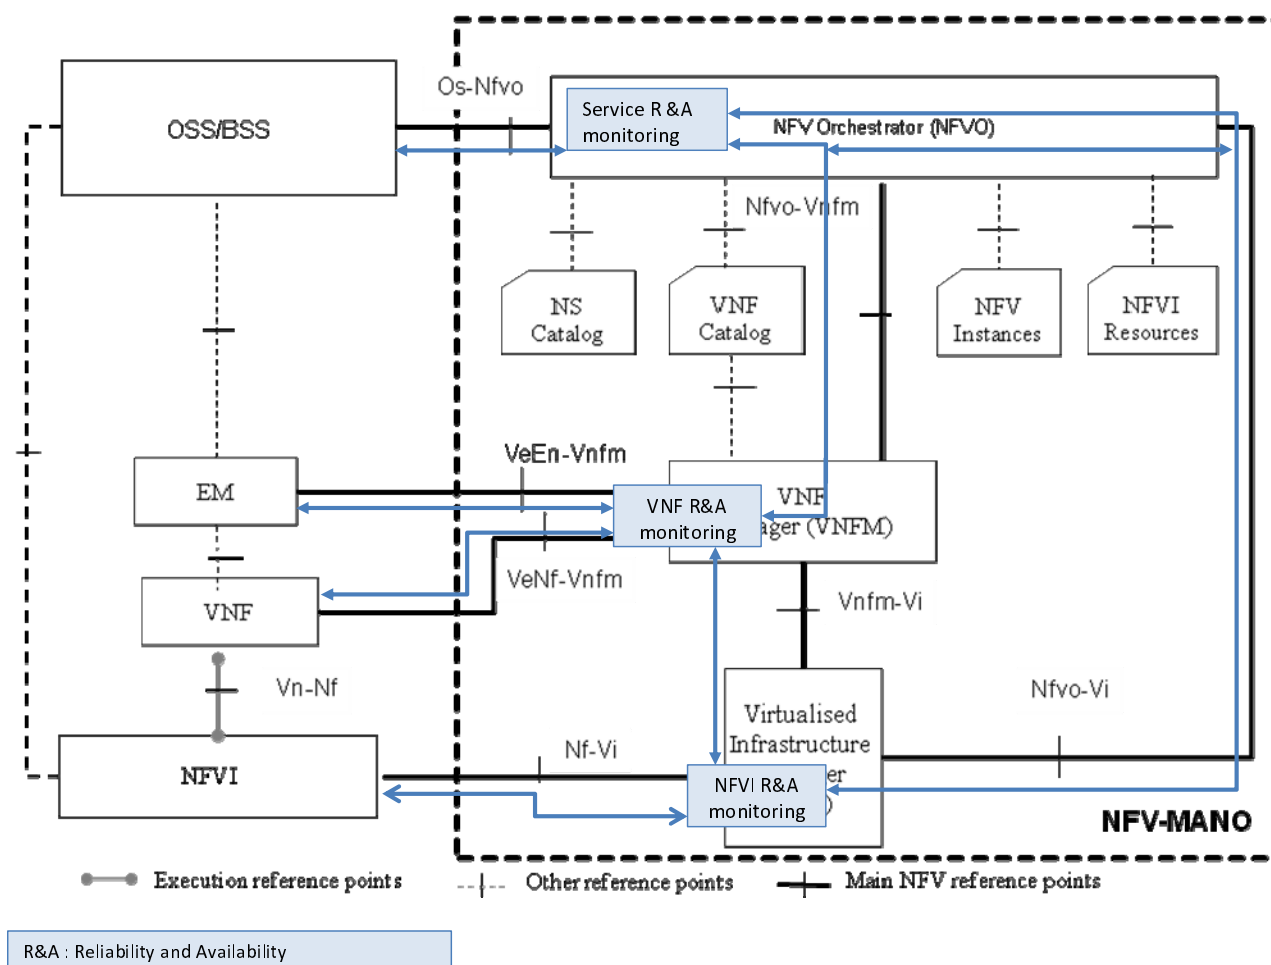 Os-Nfvo
OSS/BSS
Service R &A
monitoring
NFV Orchestrator (NFVO)
Nfvo-Vnfm
NS
Catalog
VNF
Catalog
NFV
Instances
NFVI
Resources
VeEn-Vnfm
EM
VNF R&A
monitoring
VNF
ager (VNFM)
VeNf-Vnfm
VNF
Vnfm-Vi
Vn-Nf
Nfvo-Vi
Virtualised
Infrastructure
er
)
Nf-Vi
NFVI
NFVI R&A
monitoring
NFV-MANO
Execution reference points
Other reference points
Main NFV reference points
R&A : Reliability and Availability